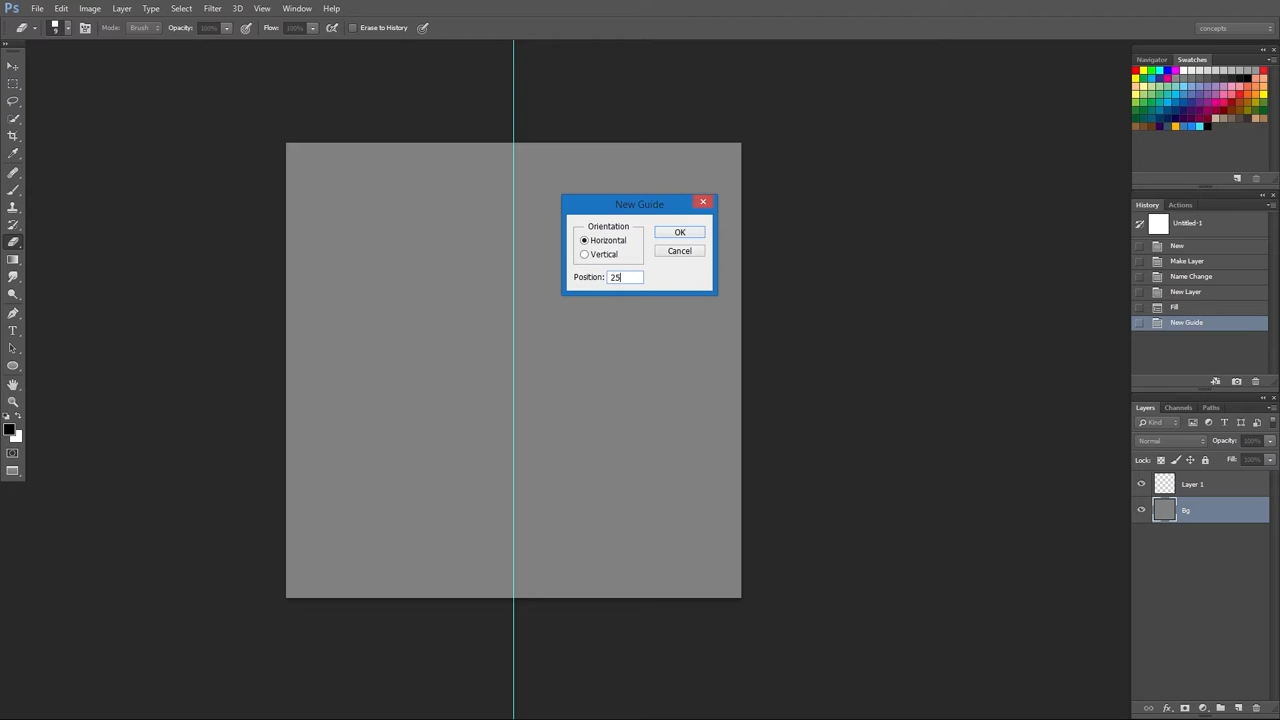 Ps File Edit Image Layer Type Select Filter 3D View Window Help
9 Mode: Brush Opacity: 100% Flow: 100% Erase to History concepts
Navigator Swatches
New Guide
Orientation
Horizontal
Vertical
OK
Cancel
Position: 25
History Actions
Untitled-1
New
Make Layer
Name Change
New Layer
Fill
New Guide
Layers Channels Paths
Kind
Normal Opacity: 100%
Lock: Fill: 100%
Layer 1
Bg
fx